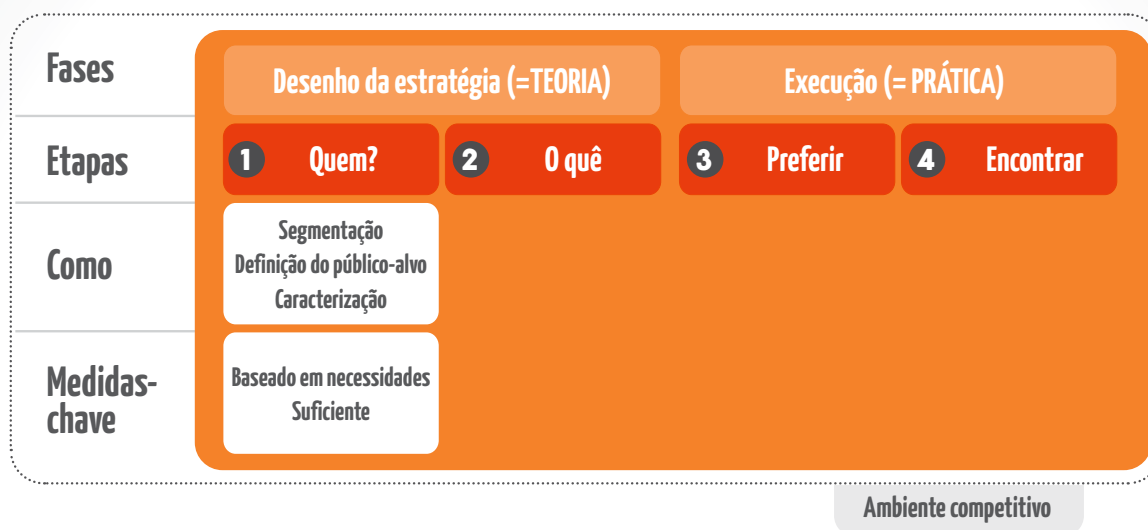 Fases
Desenho da estratégia (=TEORIA)
Execução (= PRÁTICA)
Etapas
1 Quem?
2 O quê
3 Preferir
4 Encontrar
Como
Segmentação
Definição do público-alvo
Caracterização
Medidas-
chave
Baseado em necessidades
Suficiente
Ambiente competitivo